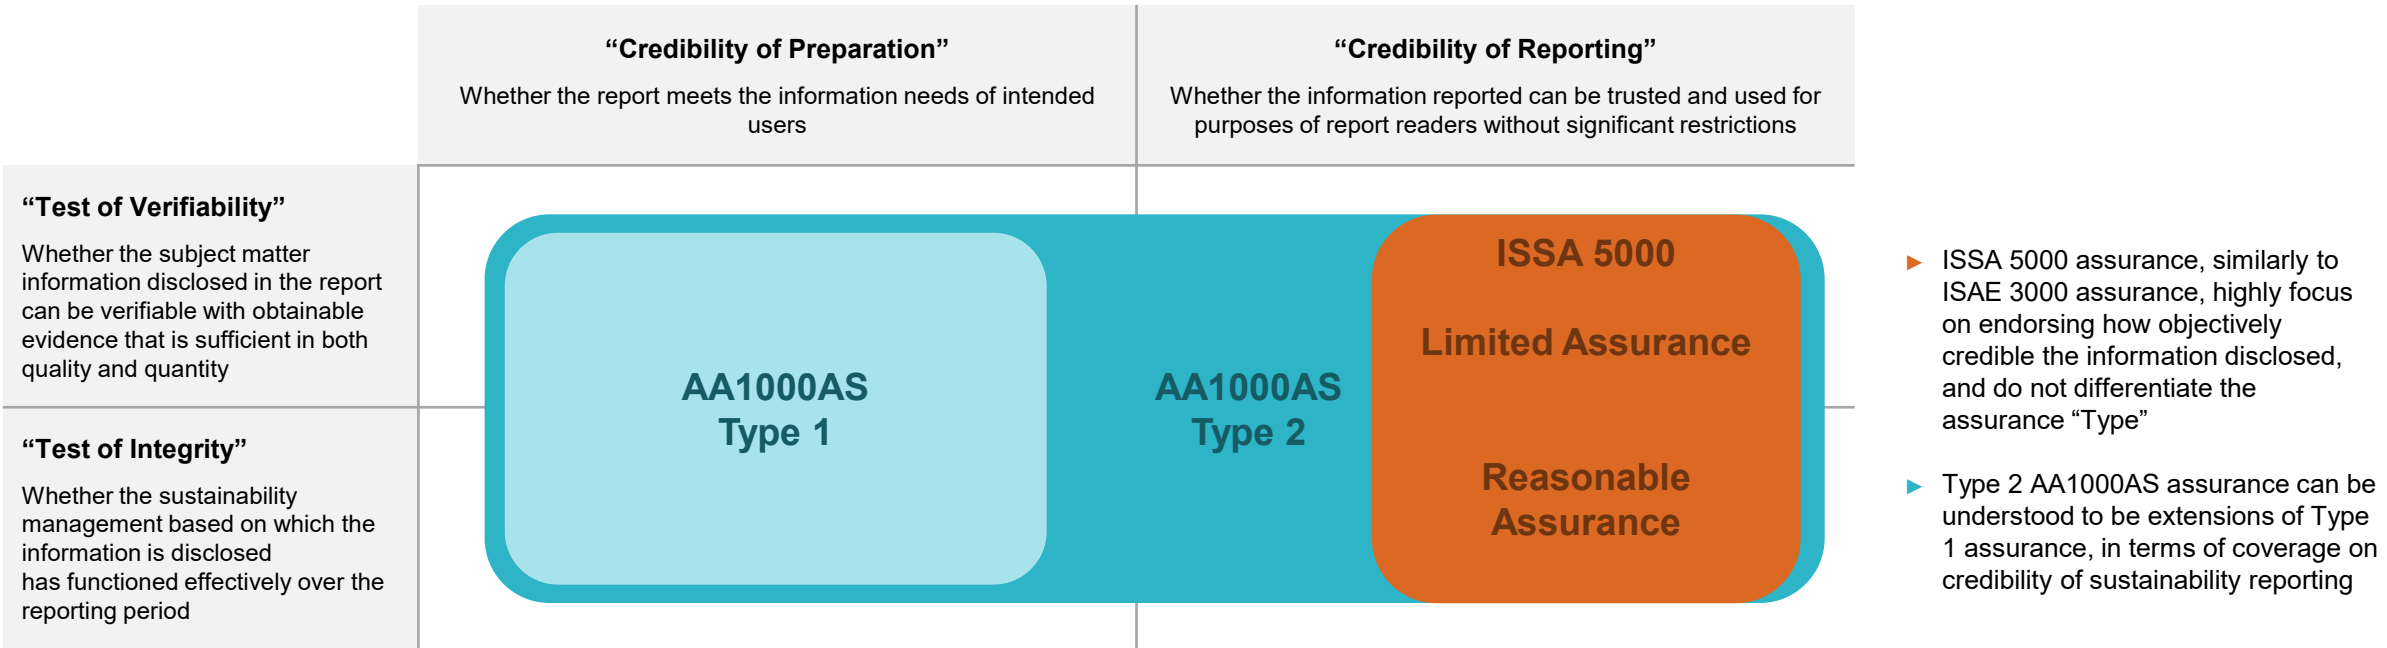 “Credibility of Preparation”
Whether the report meets the information needs of intended
users
“Credibility of Reporting”
Whether the information reported can be trusted and used for
purposes of report readers without significant restrictions
“Test of Verifiability”
Whether the subject matter
information disclosed in the report
can be verifiable with obtainable
evidence that is sufficient in both
quality and quantity
“Test of Integrity”
Whether the sustainability
management based on which the
information is disclosed
has functioned effectively over the
reporting period
AA1000AS
Type 1
AA1000AS
Type 2
ISSA 5000
Limited Assurance
Reasonable
Assurance
► ISSA 5000 assurance, similarly to
ISAE 3000 assurance, highly focus
on endorsing how objectively
credible the information disclosed,
and do not differentiate the
assurance “Type”
► Type 2 AA1000AS assurance can be
understood to be extensions of Type
1 assurance, in terms of coverage on
credibility of sustainability reporting